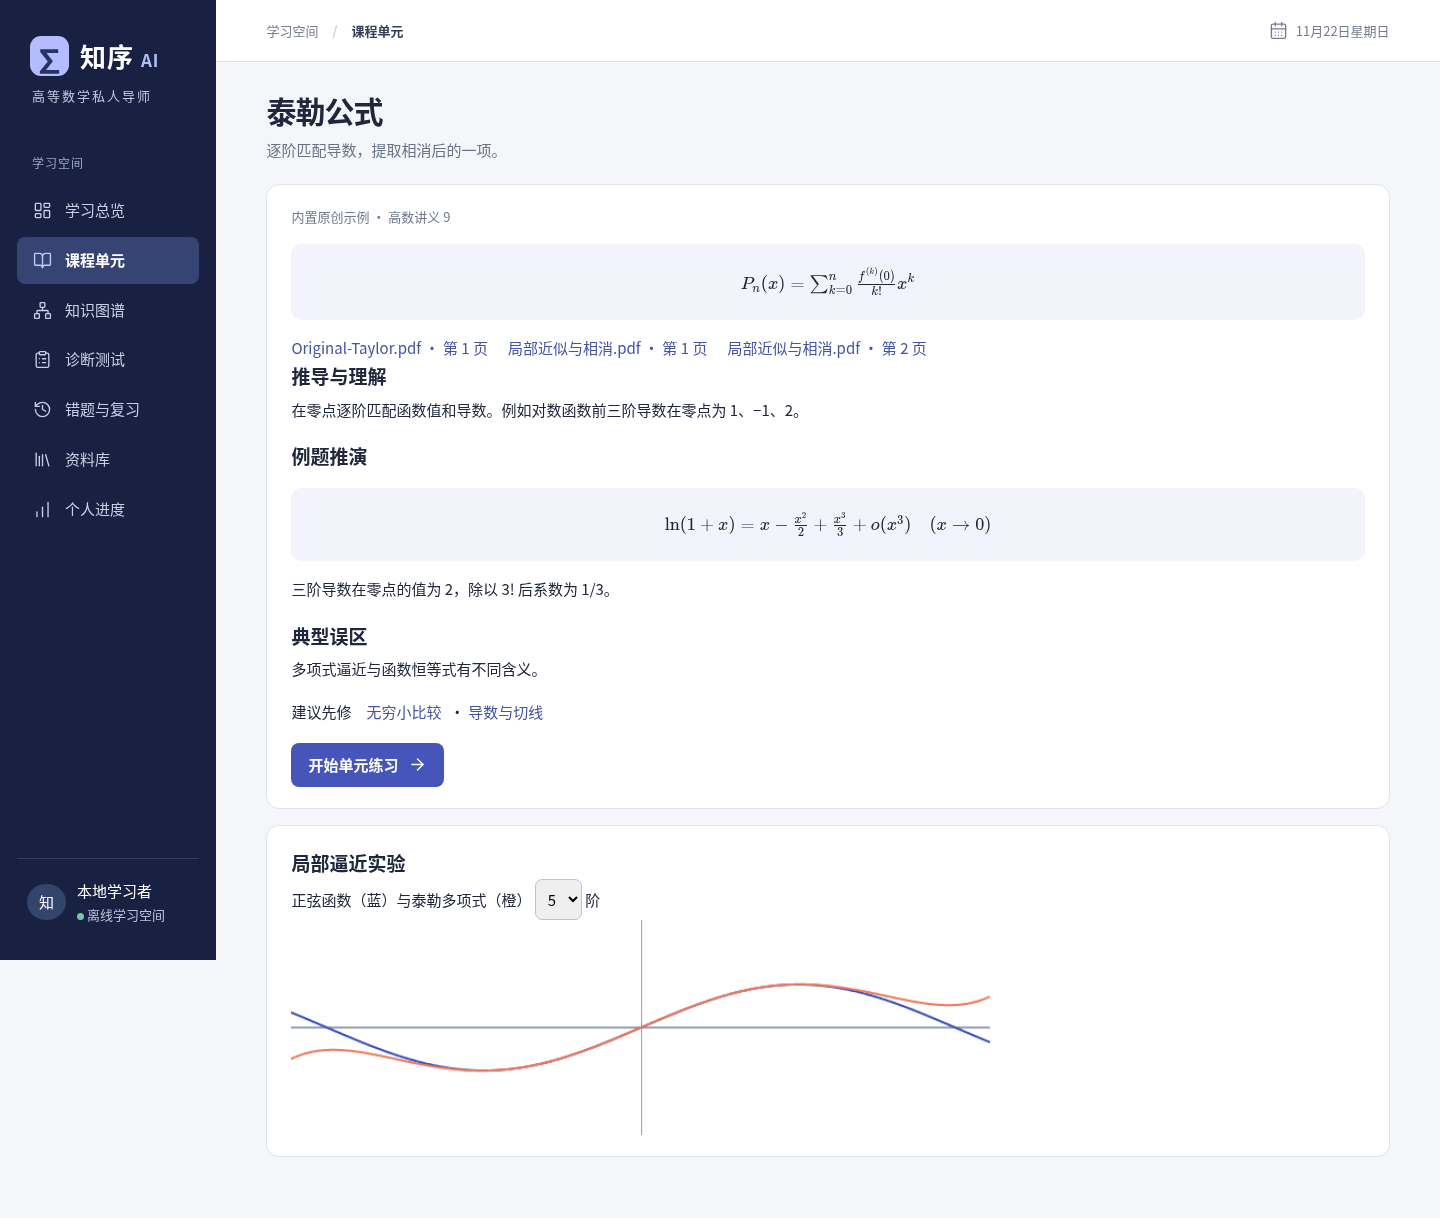 Σ 知序 AI
高等数学私人导师
学习空间
学习总览
课程单元
知识图谱
诊断测试
错题与复习
资料库
个人进度
知
本地学习者
离线学习空间
学习空间 / 课程单元
11月22日星期日
泰勒公式
逐阶匹配导数，提取相消后的一项。
内置原创示例 · 高数讲义 9
Pₙ(x) = ∑ₖ₌₀ⁿ f⁽ᵏ⁾(0)/k! xᵏ
Original-Taylor.pdf · 第 1 页 局部近似与相消.pdf · 第 1 页 局部近似与相消.pdf · 第 2 页
推导与理解
在零点逐阶匹配函数值和导数。例如对数函数前三阶导数在零点为 1、−1、2。
例题推演
ln(1 + x) = x − x²/2 + x³/3 + o(x³) (x → 0)
三阶导数在零点的值为 2，除以 3! 后系数为 1/3。
典型误区
多项式逼近与函数恒等式有不同含义。
建议先修 无穷小比较 · 导数与切线
开始单元练习 →
局部逼近实验
正弦函数（蓝）与泰勒多项式（橙） 5 阶